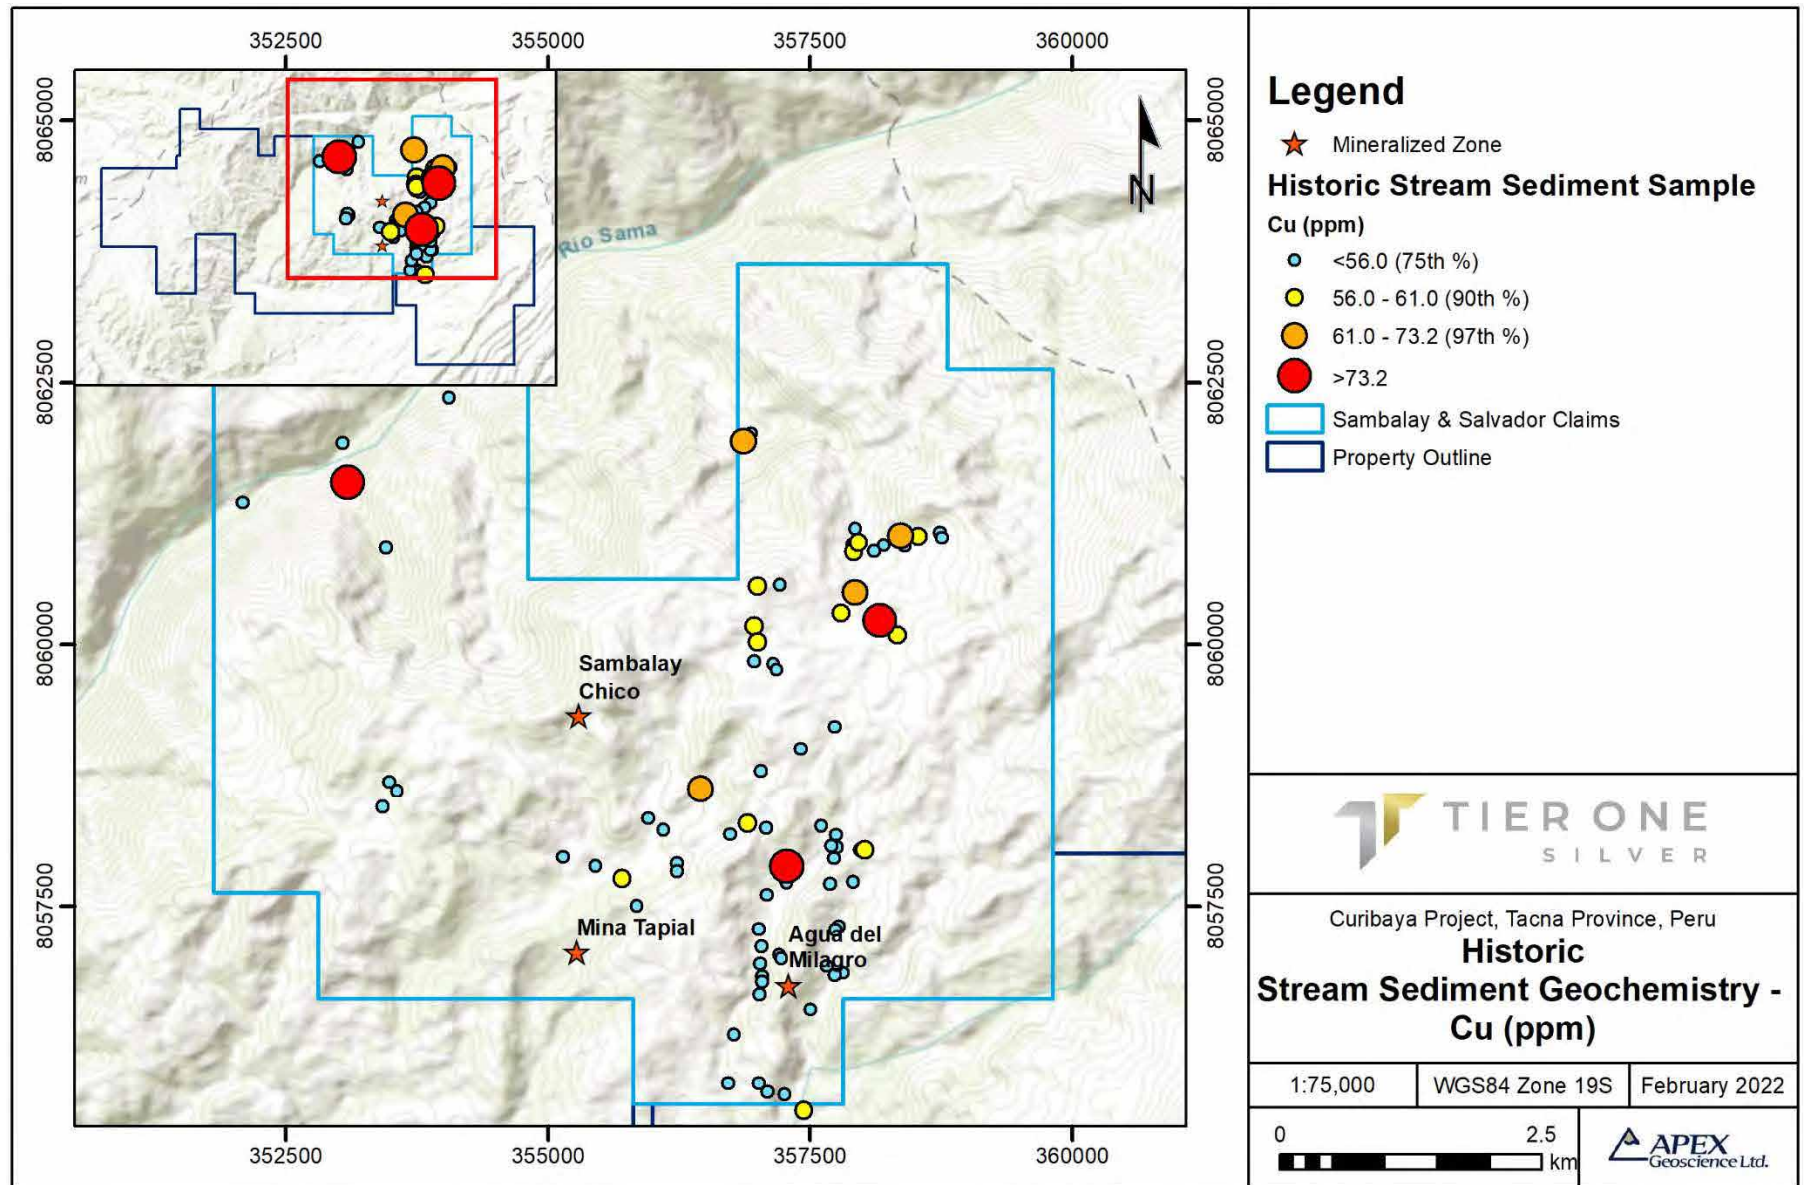 352500
355000
357500
360000
8065000
8062500
8060000
8057500
8065000
8062500
8060000
8057500
352500
355000
357500
360000
Rio Sama
N
Sambalay
Chico
Mina Tapial
Agua del
Milagro
Legend
Mineralized Zone
Historic Stream Sediment Sample
Cu (ppm)
<56.0 (75th %)
56.0 - 61.0 (90th %)
61.0 - 73.2 (97th %)
>73.2
Sambalay & Salvador Claims
Property Outline
TIER ONE
SILVER
Curibaya Project, Tacna Province, Peru
Historic
Stream Sediment Geochemistry -
Cu (ppm)
1:75,000
WGS84 Zone 19S
February 2022
0
2.5
km
APEX
Geoscience Ltd.